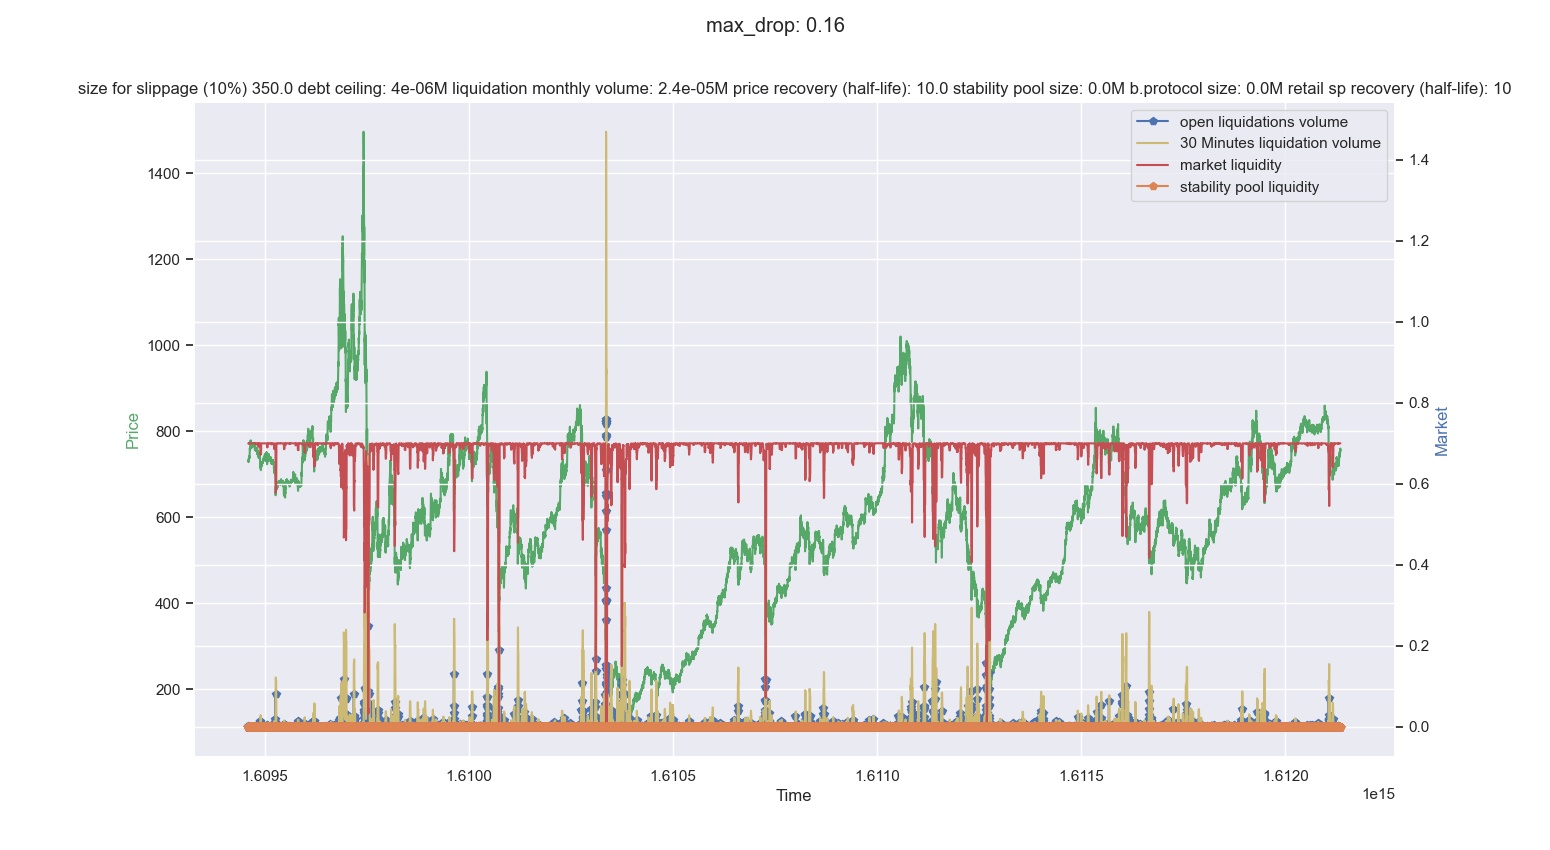 max_drop: 0.16
size for slippage (10%) 350.0 debt ceiling: 4e-06M liquidation monthly volume: 2.4e-05M price recovery (half-life): 10.0 stability pool size: 0.0M b.protocol size: 0.0M retail sp recovery (half-life): 10
open liquidations volume
30 Minutes liquidation volume
market liquidity
stability pool liquidity
1400
1200
1000
800
600
400
200
Price
1.4
1.2
1.0
0.8
0.6
0.4
0.2
0.0
Market
1.6095 1.6100 1.6105 1.6110 1.6115 1.6120
Time
1e15